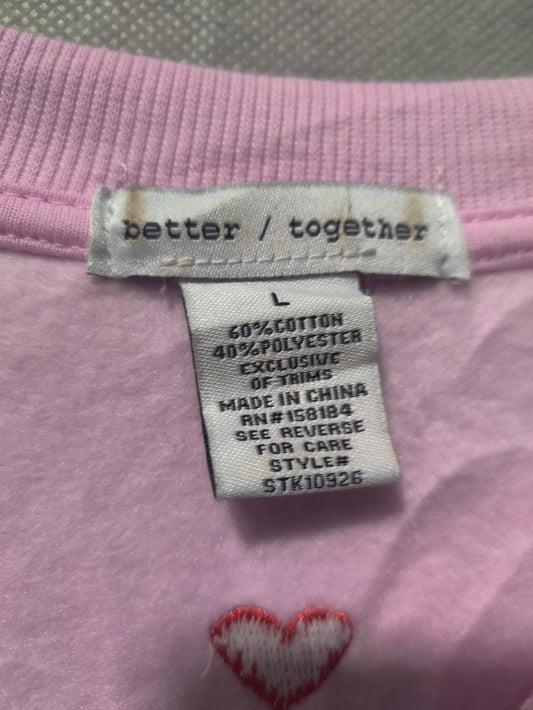 better / together
L
60%COTTON
40%POLYESTER
EXCLUSIVE
OF TRIMS
MADE IN CHINA
RN#158184
SEE REVERSE
FOR CARE
STYLE#
STK10926